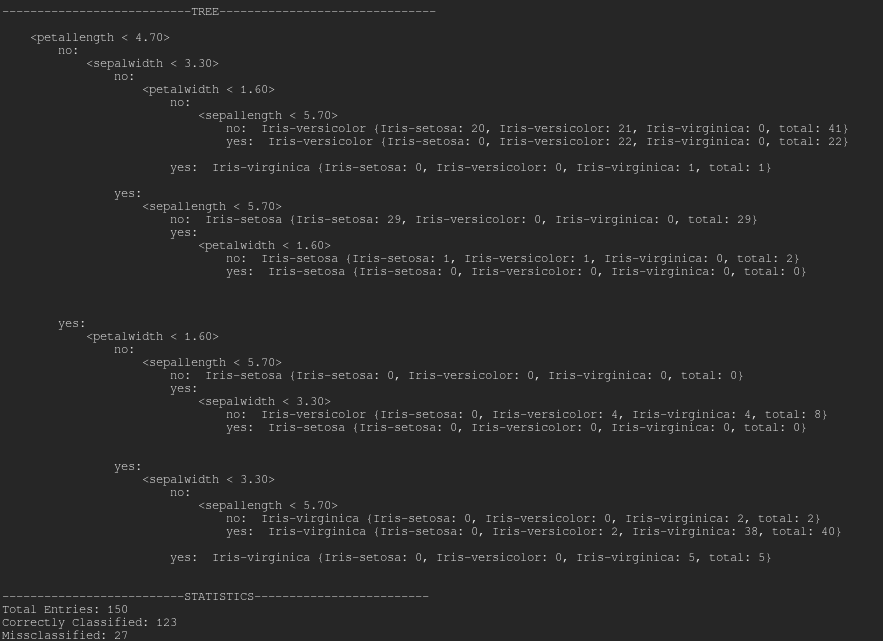 ---------------------------TREE-------------------------------
<petallength < 4.70>
no:
<sepalwidth < 3.30>
no:
<petalwidth < 1.60>
no:
<sepallength < 5.70>
no: Iris-versicolor {Iris-setosa: 20, Iris-versicolor: 21, Iris-virginica: 0, total: 41}
yes: Iris-versicolor {Iris-setosa: 0, Iris-versicolor: 22, Iris-virginica: 0, total: 22}
yes: Iris-virginica {Iris-setosa: 0, Iris-versicolor: 0, Iris-virginica: 1, total: 1}
yes:
<sepallength < 5.70>
no: Iris-setosa {Iris-setosa: 29, Iris-versicolor: 0, Iris-virginica: 0, total: 29}
yes:
<petalwidth < 1.60>
no: Iris-setosa {Iris-setosa: 1, Iris-versicolor: 1, Iris-virginica: 0, total: 2}
yes: Iris-setosa {Iris-setosa: 0, Iris-versicolor: 0, Iris-virginica: 0, total: 0}
yes:
<petalwidth < 1.60>
no:
<sepallength < 5.70>
no: Iris-setosa {Iris-setosa: 0, Iris-versicolor: 0, Iris-virginica: 0, total: 0}
yes:
<sepalwidth < 3.30>
no: Iris-versicolor {Iris-setosa: 0, Iris-versicolor: 4, Iris-virginica: 4, total: 8}
yes: Iris-setosa {Iris-setosa: 0, Iris-versicolor: 0, Iris-virginica: 0, total: 0}
yes:
<sepalwidth < 3.30>
no:
<sepallength < 5.70>
no: Iris-virginica {Iris-setosa: 0, Iris-versicolor: 0, Iris-virginica: 2, total: 2}
yes: Iris-virginica {Iris-setosa: 0, Iris-versicolor: 2, Iris-virginica: 38, total: 40}
yes: Iris-virginica {Iris-setosa: 0, Iris-versicolor: 0, Iris-virginica: 5, total: 5}
--------------------------STATISTICS-------------------------
Total Entries: 150
Correctly Classified: 123
Missclassified: 27